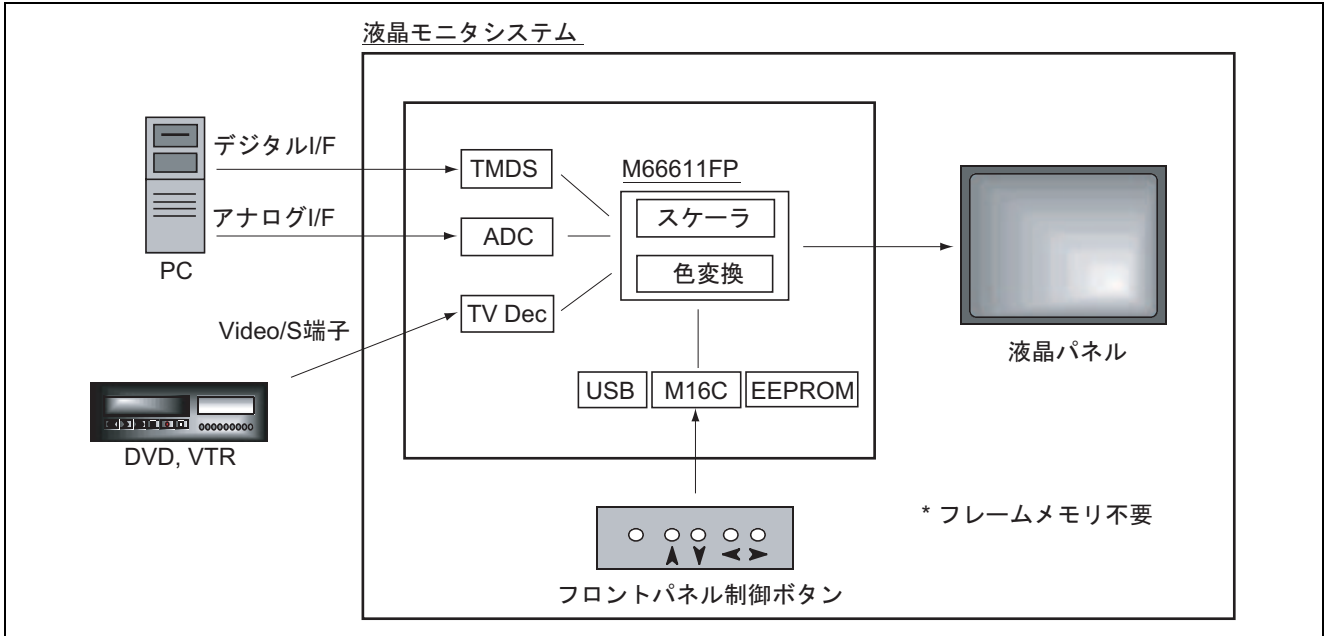 液晶モニタシステム
デジタルI/F
アナログI/F
PC
Video/S端子
DVD, VTR
TMDS
ADC
TV Dec
M66611FP
スケーラ
色変換
USB
M16C
EEPROM
液晶パネル
* フレームメモリ不要
フロントパネル制御ボタン